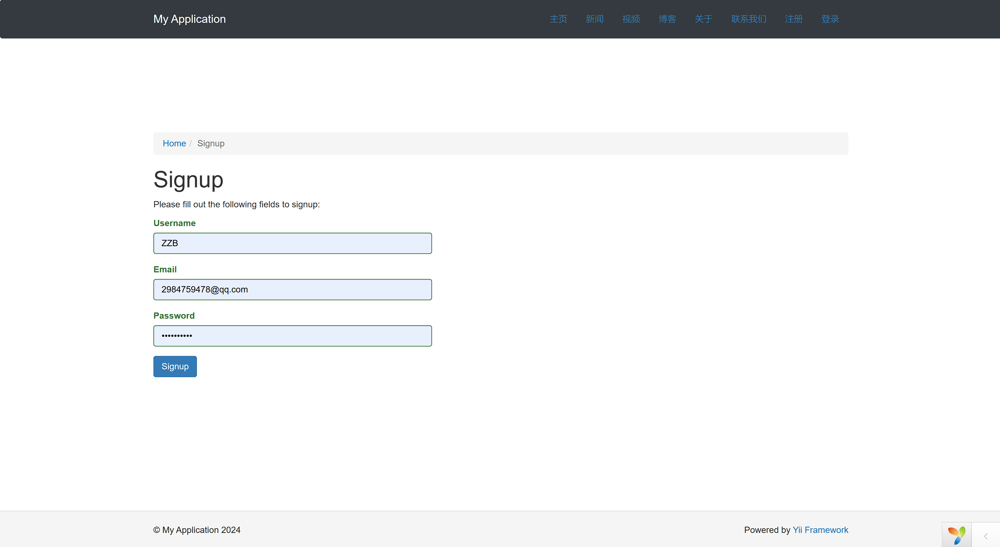 My Application 主页 新闻 视频 博客 关于 联系我们 注册 登录
Home / Signup
Signup
Please fill out the following fields to signup:
Username
ZZB
Email
2984759478@qq.com
Password
••••••••••
Signup
© My Application 2024 Powered by Yii Framework